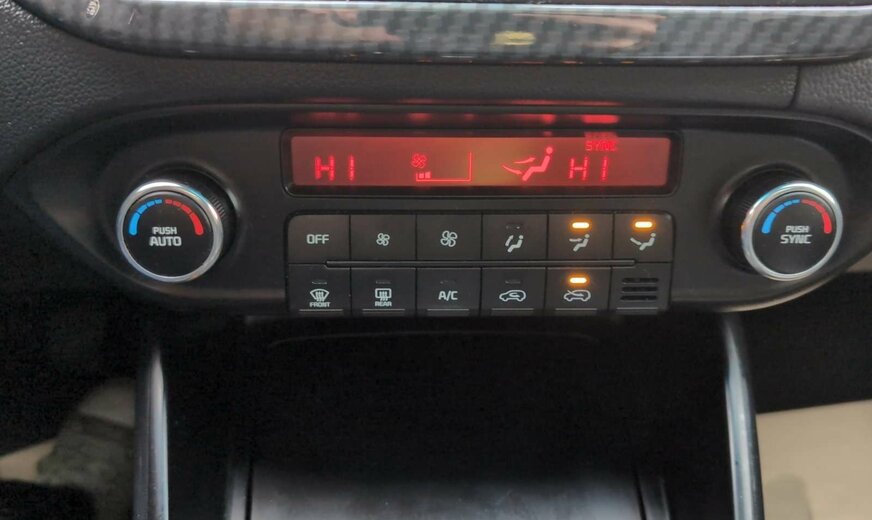 SYNC
HI
HI
PUSH
AUTO
OFF
PUSH
SYNC
FRONT
REAR
A/C